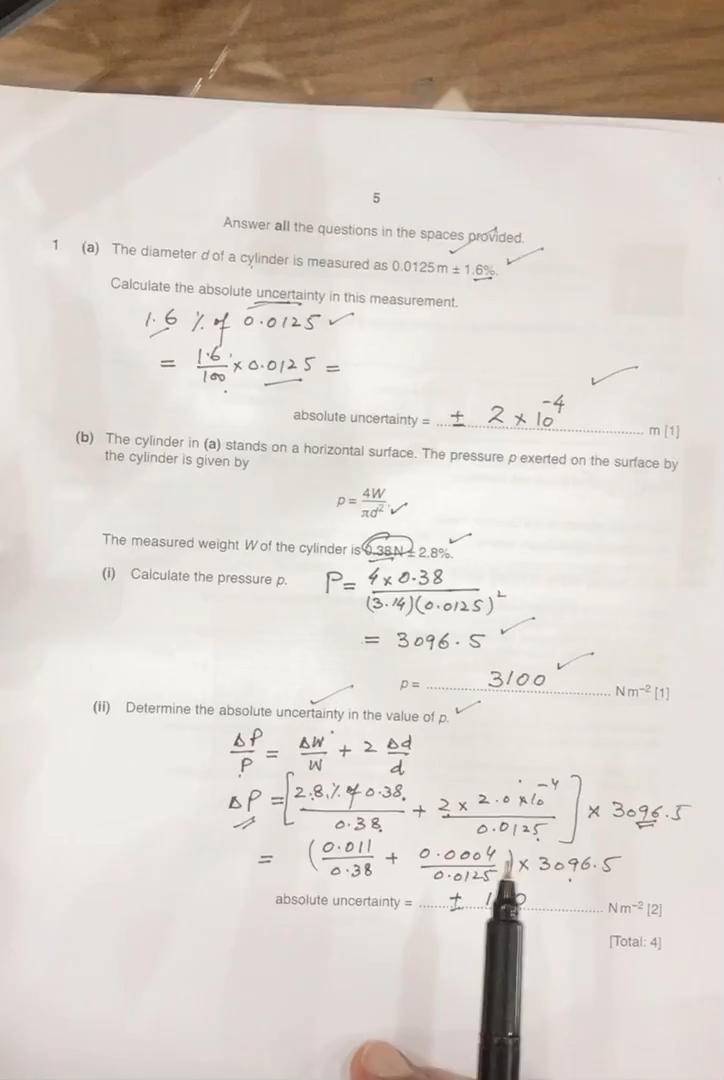 5
Answer all the questions in the spaces provided.
1 (a) The diameter d of a cylinder is measured as 0.0125 m ± 1.6%.
Calculate the absolute uncertainty in this measurement.
1.6 % of 0.0125 ✓
= 1.6/100 × 0.0125 =
absolute uncertainty = ± 2 × 10⁻⁴ m [1]
(b) The cylinder in (a) stands on a horizontal surface. The pressure p exerted on the surface by
the cylinder is given by
p = 4W/πd² ✓
The measured weight W of the cylinder is 0.38 N ± 2.8%.
(i) Calculate the pressure p. P = 4 × 0.38 / (3.14)(0.0125)²
= 3096.5 ✓
p = 3100 N m⁻² [1]
(ii) Determine the absolute uncertainty in the value of p.
ΔP/P = ΔW/W + 2 Δd/d
ΔP = [2.8 % of 0.38 / 0.38 + 2 × 2.0 × 10⁻⁴ / 0.0125] × 3096.5
= (0.011/0.38 + 0.0004/0.0125) × 3096.5
absolute uncertainty = ± N m⁻² [2]
[Total: 4]